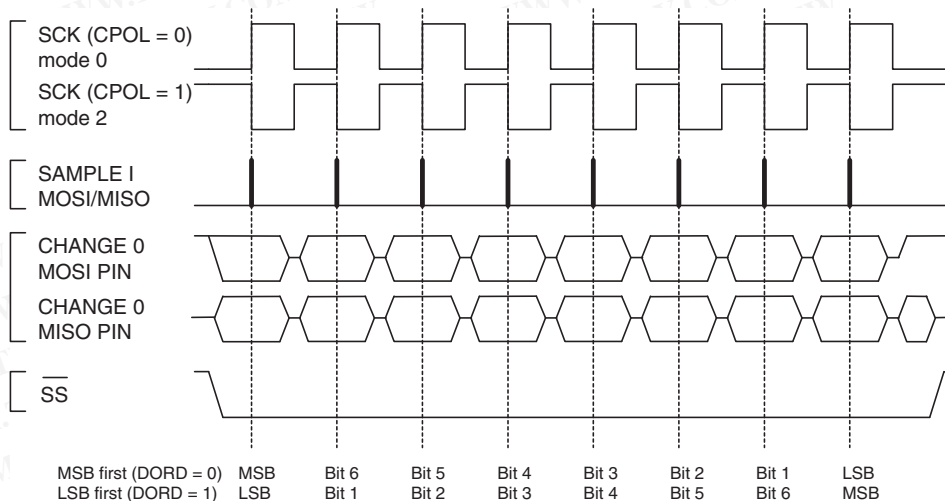 SCK (CPOL = 0)
mode 0
SCK (CPOL = 1)
mode 2
SAMPLE I
MOSI/MISO
CHANGE 0
MOSI PIN
CHANGE 0
MISO PIN
SS
MSB first (DORD = 0) MSB Bit 6 Bit 5 Bit 4 Bit 3 Bit 2 Bit 1 LSB
LSB first (DORD = 1) LSB Bit 1 Bit 2 Bit 3 Bit 4 Bit 5 Bit 6 MSB